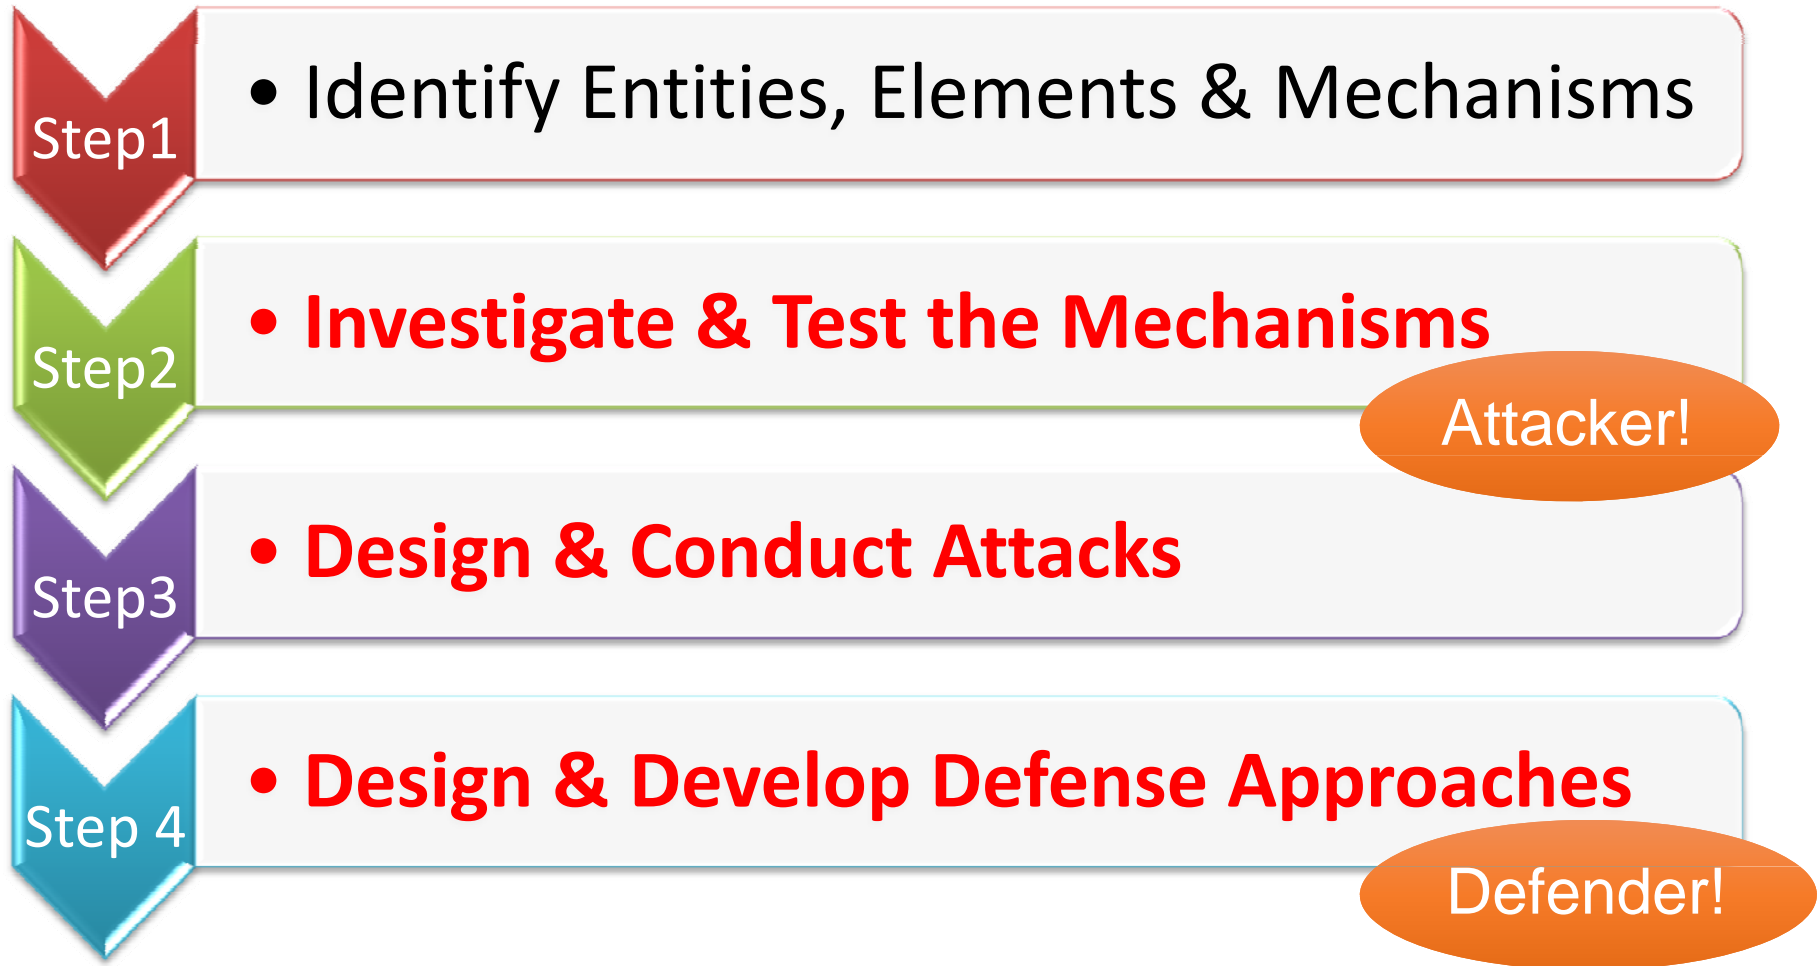 Step1
• Identify Entities, Elements & Mechanisms
Step2
• Investigate & Test the Mechanisms
Attacker!
Step3
• Design & Conduct Attacks
Step 4
• Design & Develop Defense Approaches
Defender!